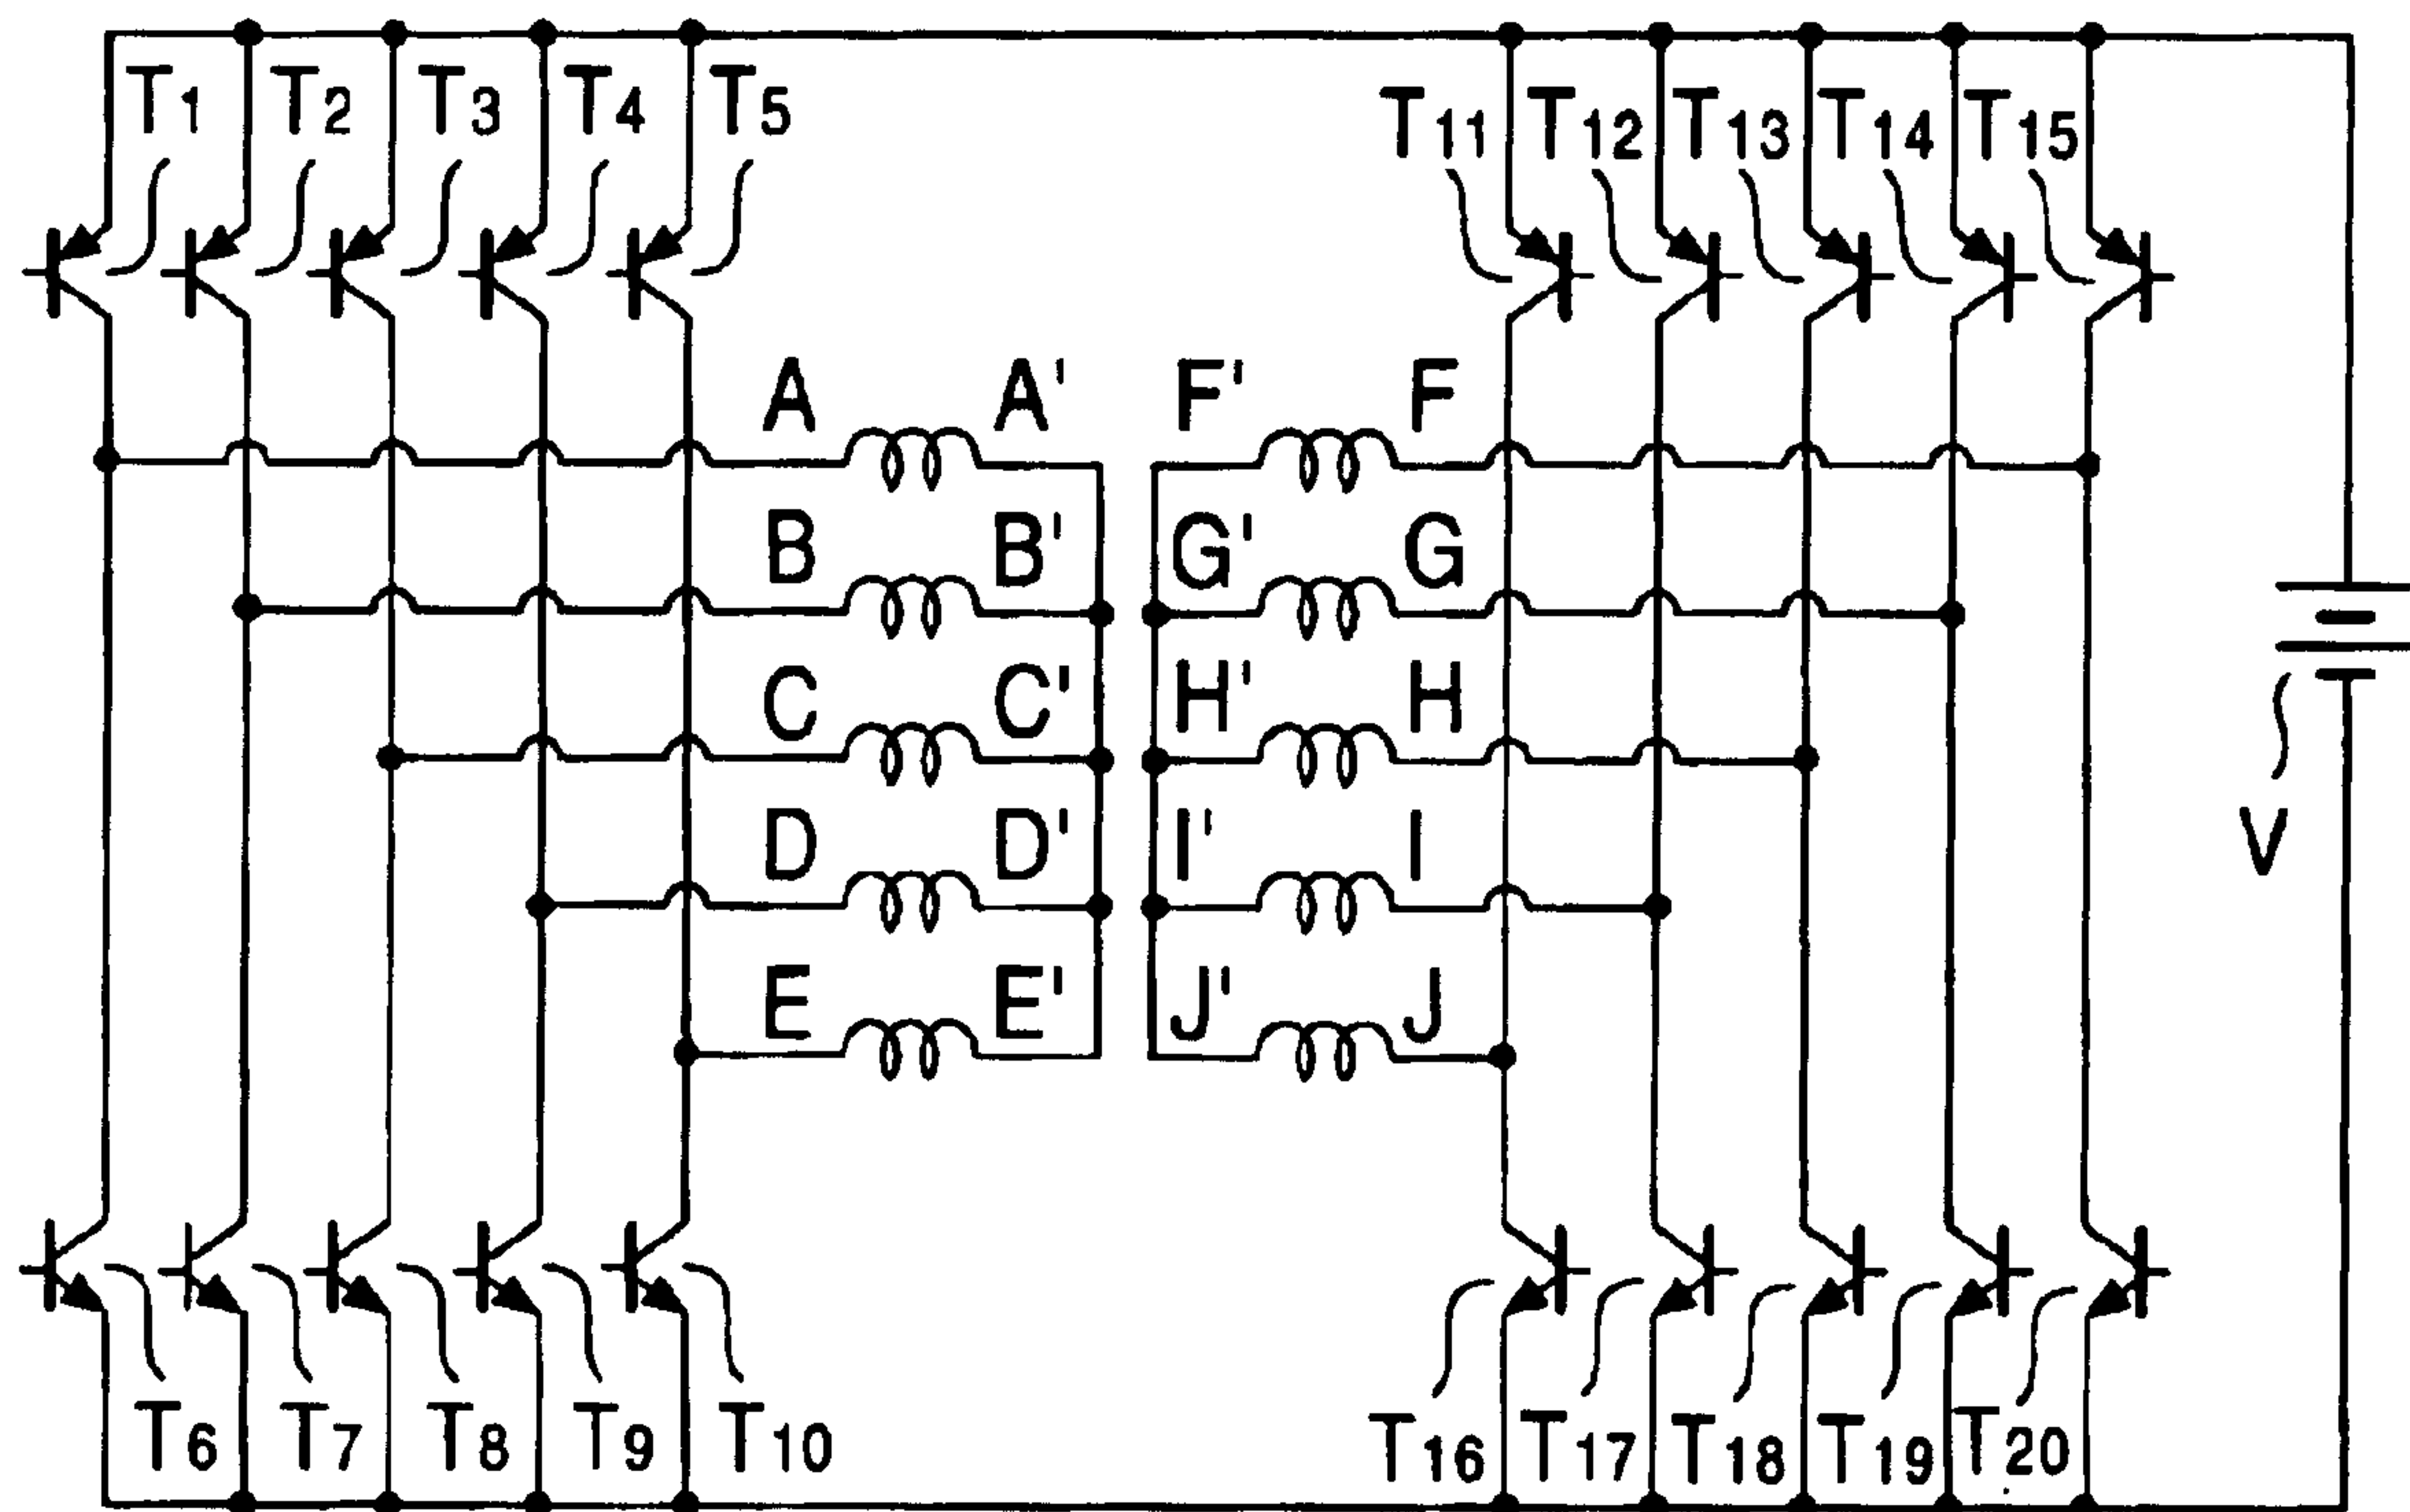 T1 T2 T3 T4 T5 T11 T12 T13 T14 T15
A A' F' F
B B' G' G
C C' H' H
D D' I' I
V
E E' J' J
T6 T7 T8 T9 T10 T16 T17 T18 T19 T20